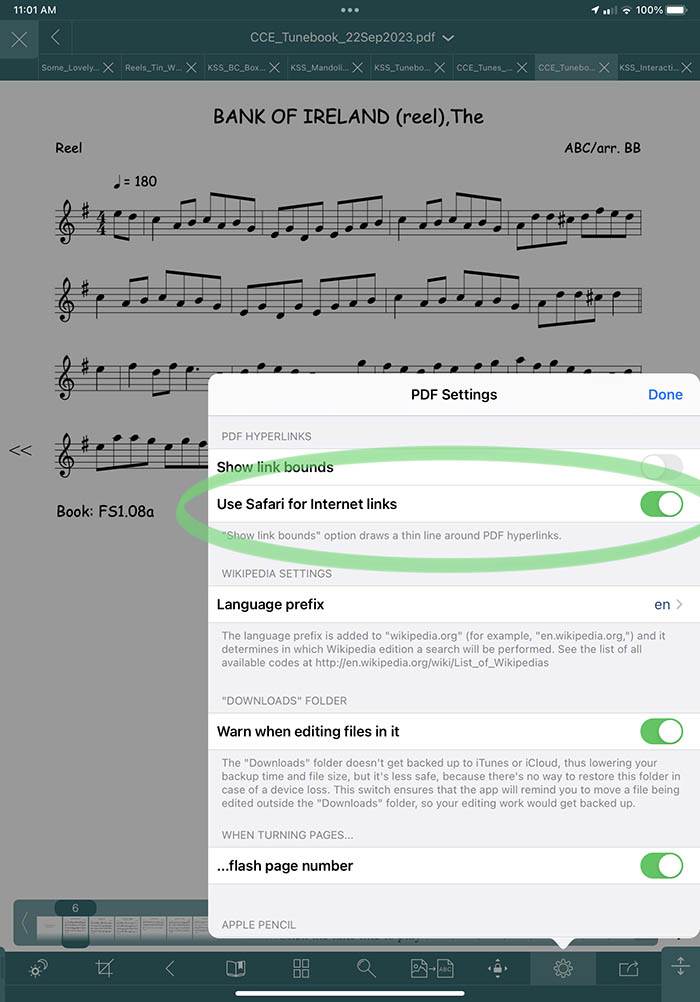 11:01 AM
100%
CCE_Tunebook_22Sep2023.pdf
Some_Lovely... Reels_Tin_W... KSS_BC_Box... KSS_Mandoli... KSS_Tunebo... CCE_Tunes_... CCE_Tunebo... KSS_Interacti...
BANK OF IRELAND (reel),The
Reel
ABC/arr. BB
= 180
<<
Book: FS1.08a
PDF Settings
Done
PDF HYPERLINKS
Show link bounds
Use Safari for Internet links
"Show link bounds" option draws a thin line around PDF hyperlinks.
WIKIPEDIA SETTINGS
Language prefix
en
The language prefix is added to "wikipedia.org" (for example, "en.wikipedia.org,") and it
determines in which Wikipedia edition a search will be performed. See the list of all
available codes at http://en.wikipedia.org/wiki/List_of_Wikipedias
"DOWNLOADS" FOLDER
Warn when editing files in it
The "Downloads" folder doesn't get backed up to iTunes or iCloud, thus lowering your
backup time and file size, but it's less safe, because there's no way to restore this folder in
case of a device loss. This switch ensures that the app will remind you to move a file being
edited outside the "Downloads" folder, so your editing work would get backed up.
WHEN TURNING PAGES...
...flash page number
APPLE PENCIL
6
ABC